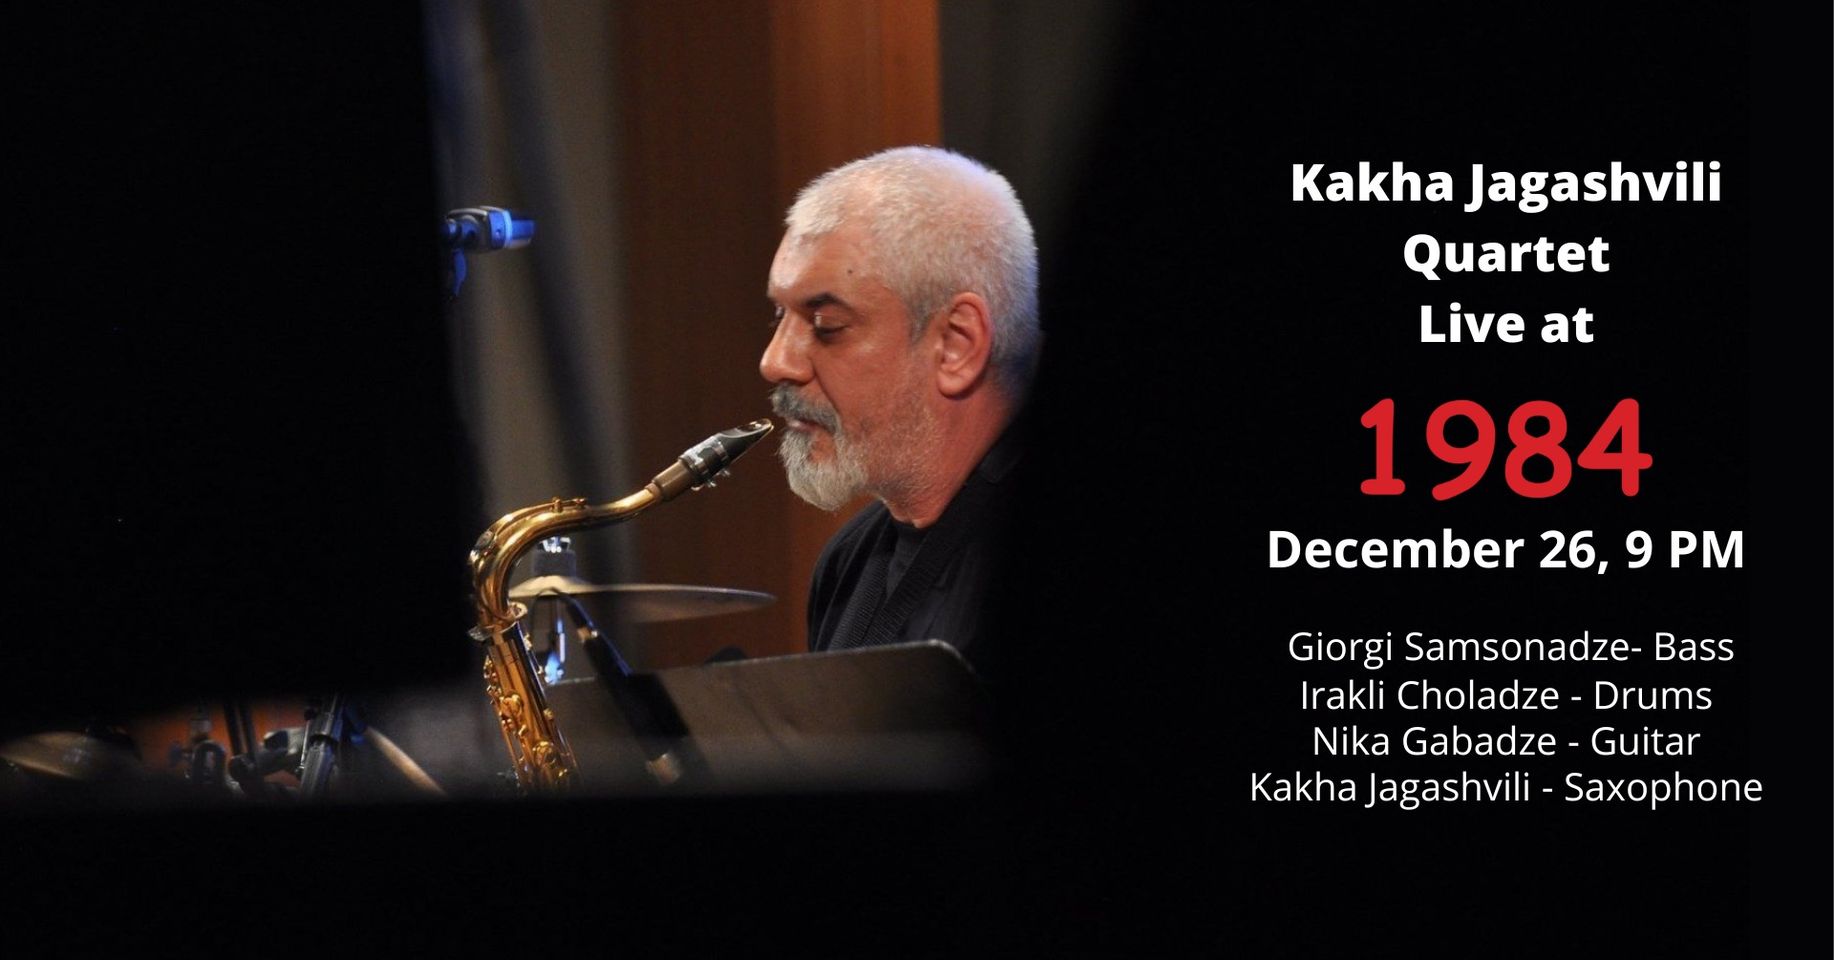 Kakha Jagashvili
Quartet
Live at
1984
December 26, 9 PM
Giorgi Samsonadze- Bass
Irakli Choladze - Drums
Nika Gabadze - Guitar
Kakha Jagashvili - Saxophone